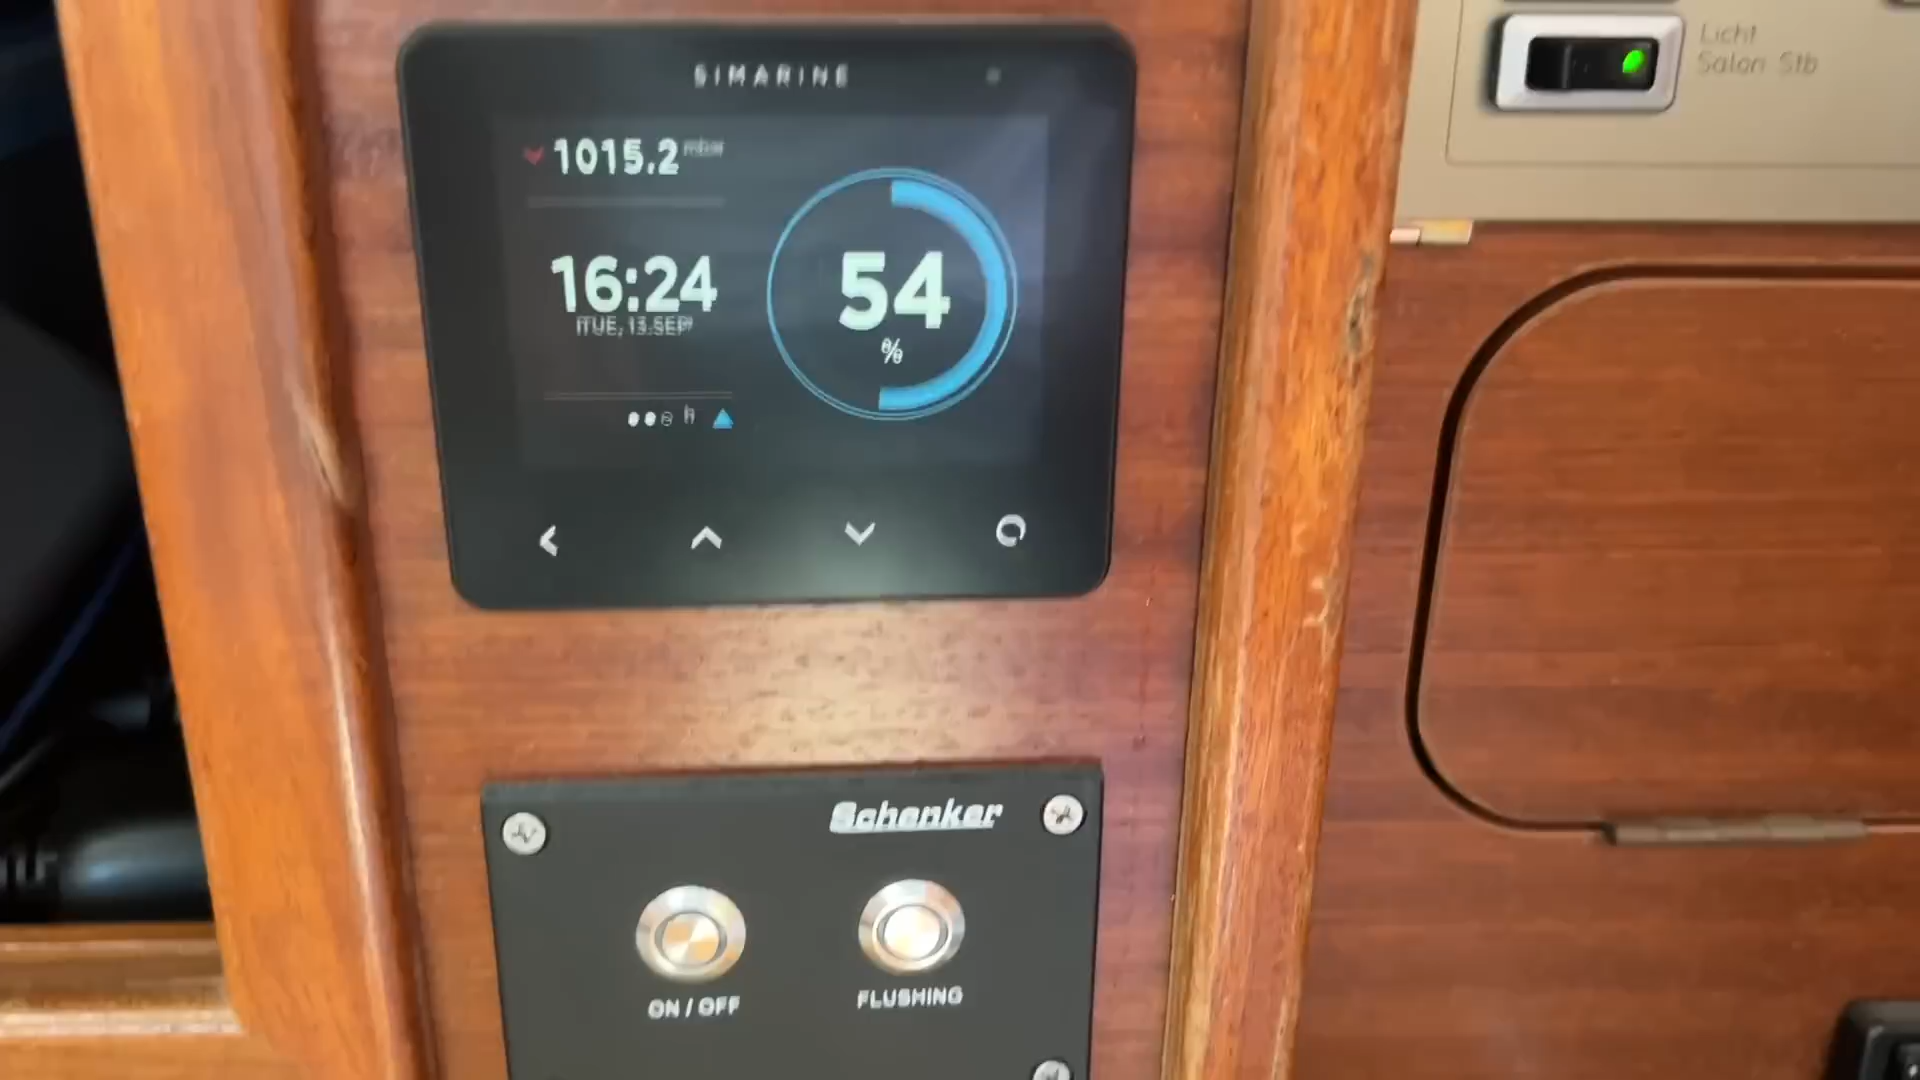 SIMARINE
1015.2 mbar
16:24
TUE, 13.SEP
54
%
h
Licht
Salon Stb
Schenker
ON / OFF
FLUSHING